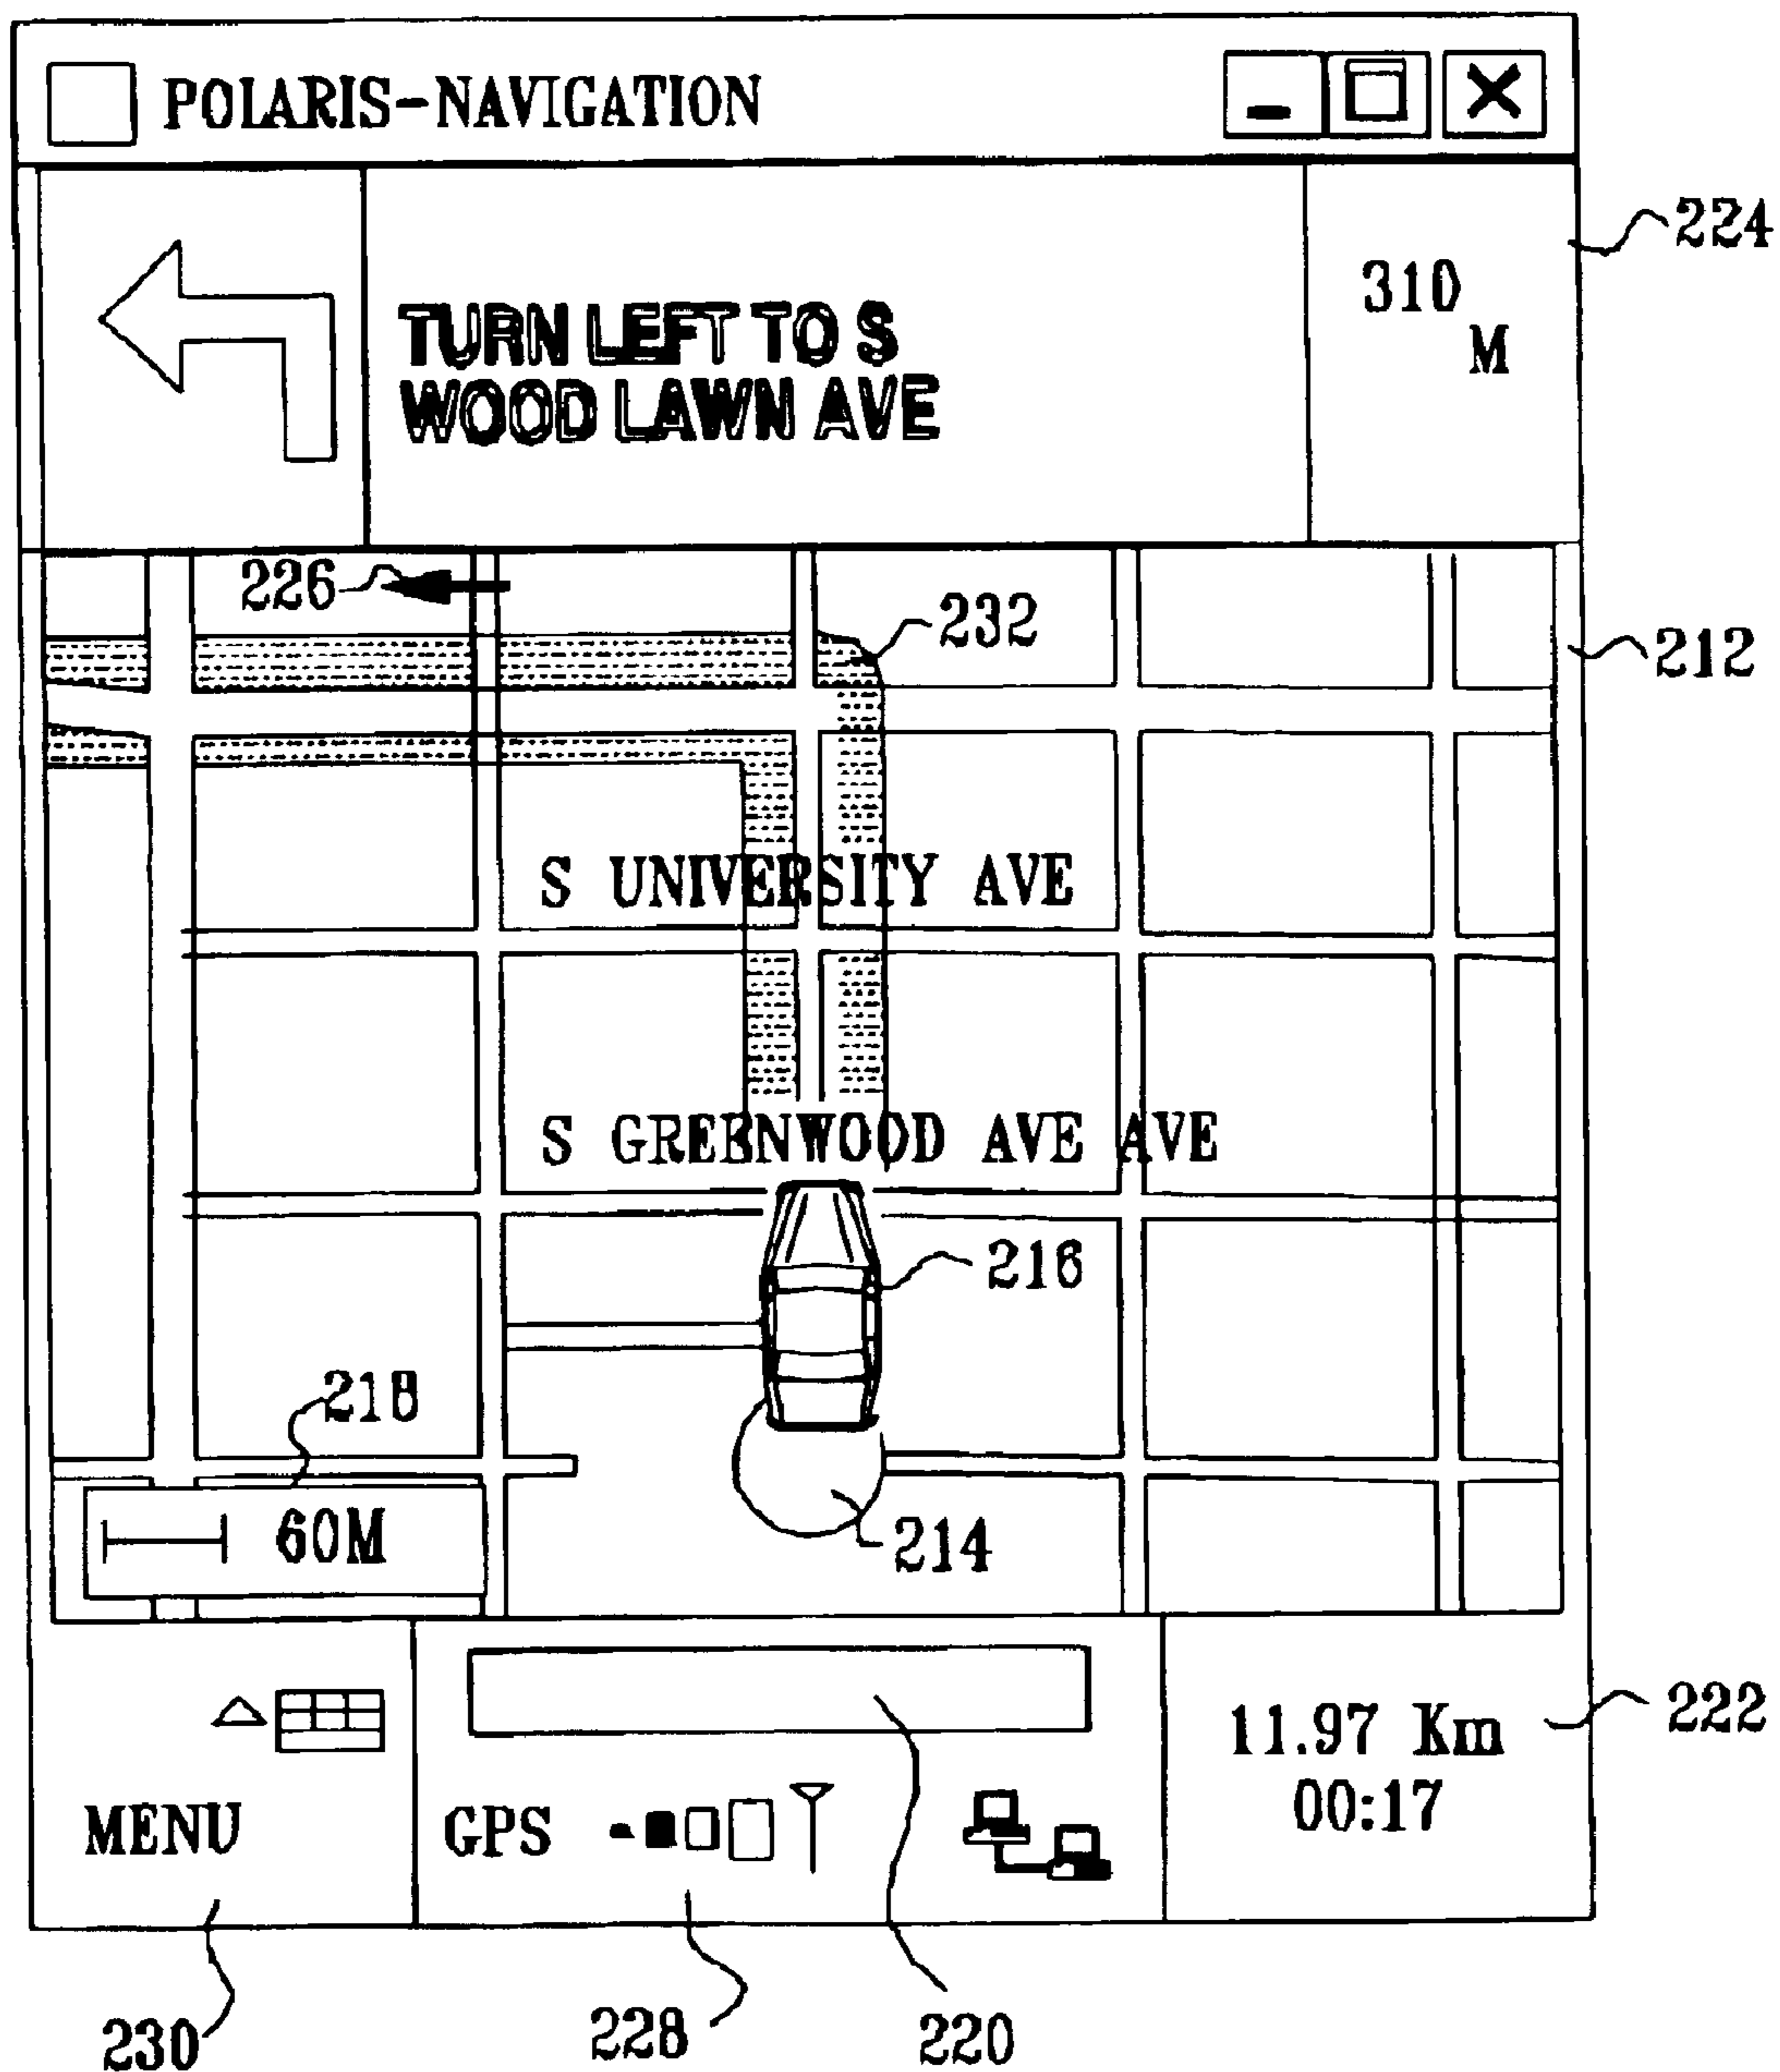 POLARIS-NAVIGATION
224
310
M
TURN LEFT TO S
WOOD LAWN AVE
226
232
212
S UNIVERSITY AVE
S GREENWOOD AVE AVE
216
218
60M
214
11.97 Km
00:17
222
MENU
GPS
230
228
220